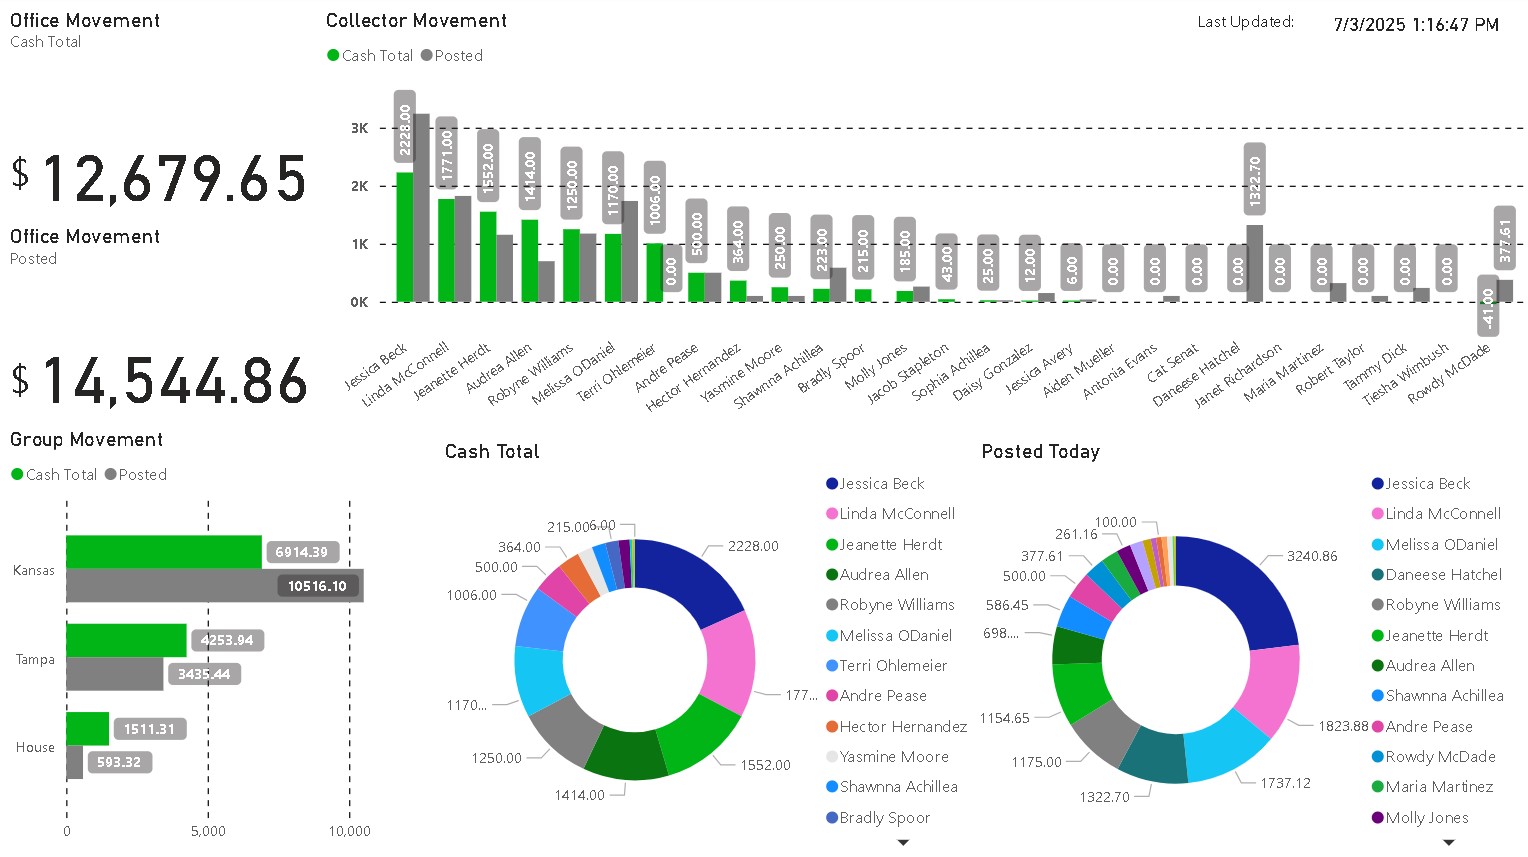 Office Movement
Cash Total
$ 12,679.65
Office Movement
Posted
$ 14,544.86
Collector Movement
Cash Total Posted
Last Updated: 7/3/2025 1:16:47 PM
3K
2K
1K
0K
2228.00
1771.00
1552.00
1414.00
1250.00
1170.00
1006.00
0.00
500.00
364.00
250.00
223.00
215.00
185.00
43.00
25.00
12.00
6.00
0.00
0.00
0.00
0.00
1322.70
0.00
0.00
0.00
0.00
0.00
-41.00
377.61
Jessica Beck
Linda McConnell
Jeanette Herdt
Audrea Allen
Robyne Williams
Melissa ODaniel
Terri Ohlemeier
Andre Pease
Hector Hernandez
Yasmine Moore
Shawnna Achillea
Bradly Spoor
Molly Jones
Jacob Stapleton
Sophia Achillea
Daisy Gonzalez
Jessica Avery
Aiden Mueller
Antonia Evans
Cat Senat
Daneese Hatchel
Janet Richardson
Maria Martinez
Robert Taylor
Tammy Dick
Tiesha Wimbush
Rowdy McDade
Group Movement
Cash Total Posted
Kansas
6914.39
10516.10
Tampa
4253.94
3435.44
House
1511.31
593.32
0 5,000 10,000
Cash Total
2228.00
177...
1552.00
1414.00
1250.00
1170...
1006.00
500.00
364.00
215.00
6.00
Jessica Beck
Linda McConnell
Jeanette Herdt
Audrea Allen
Robyne Williams
Melissa ODaniel
Terri Ohlemeier
Andre Pease
Hector Hernandez
Yasmine Moore
Shawnna Achillea
Bradly Spoor
Posted Today
3240.86
1823.88
1737.12
1322.70
1175.00
1154.65
698....
586.45
500.00
377.61
261.16
100.00
Jessica Beck
Linda McConnell
Melissa ODaniel
Daneese Hatchel
Robyne Williams
Jeanette Herdt
Audrea Allen
Shawnna Achillea
Andre Pease
Rowdy McDade
Maria Martinez
Molly Jones